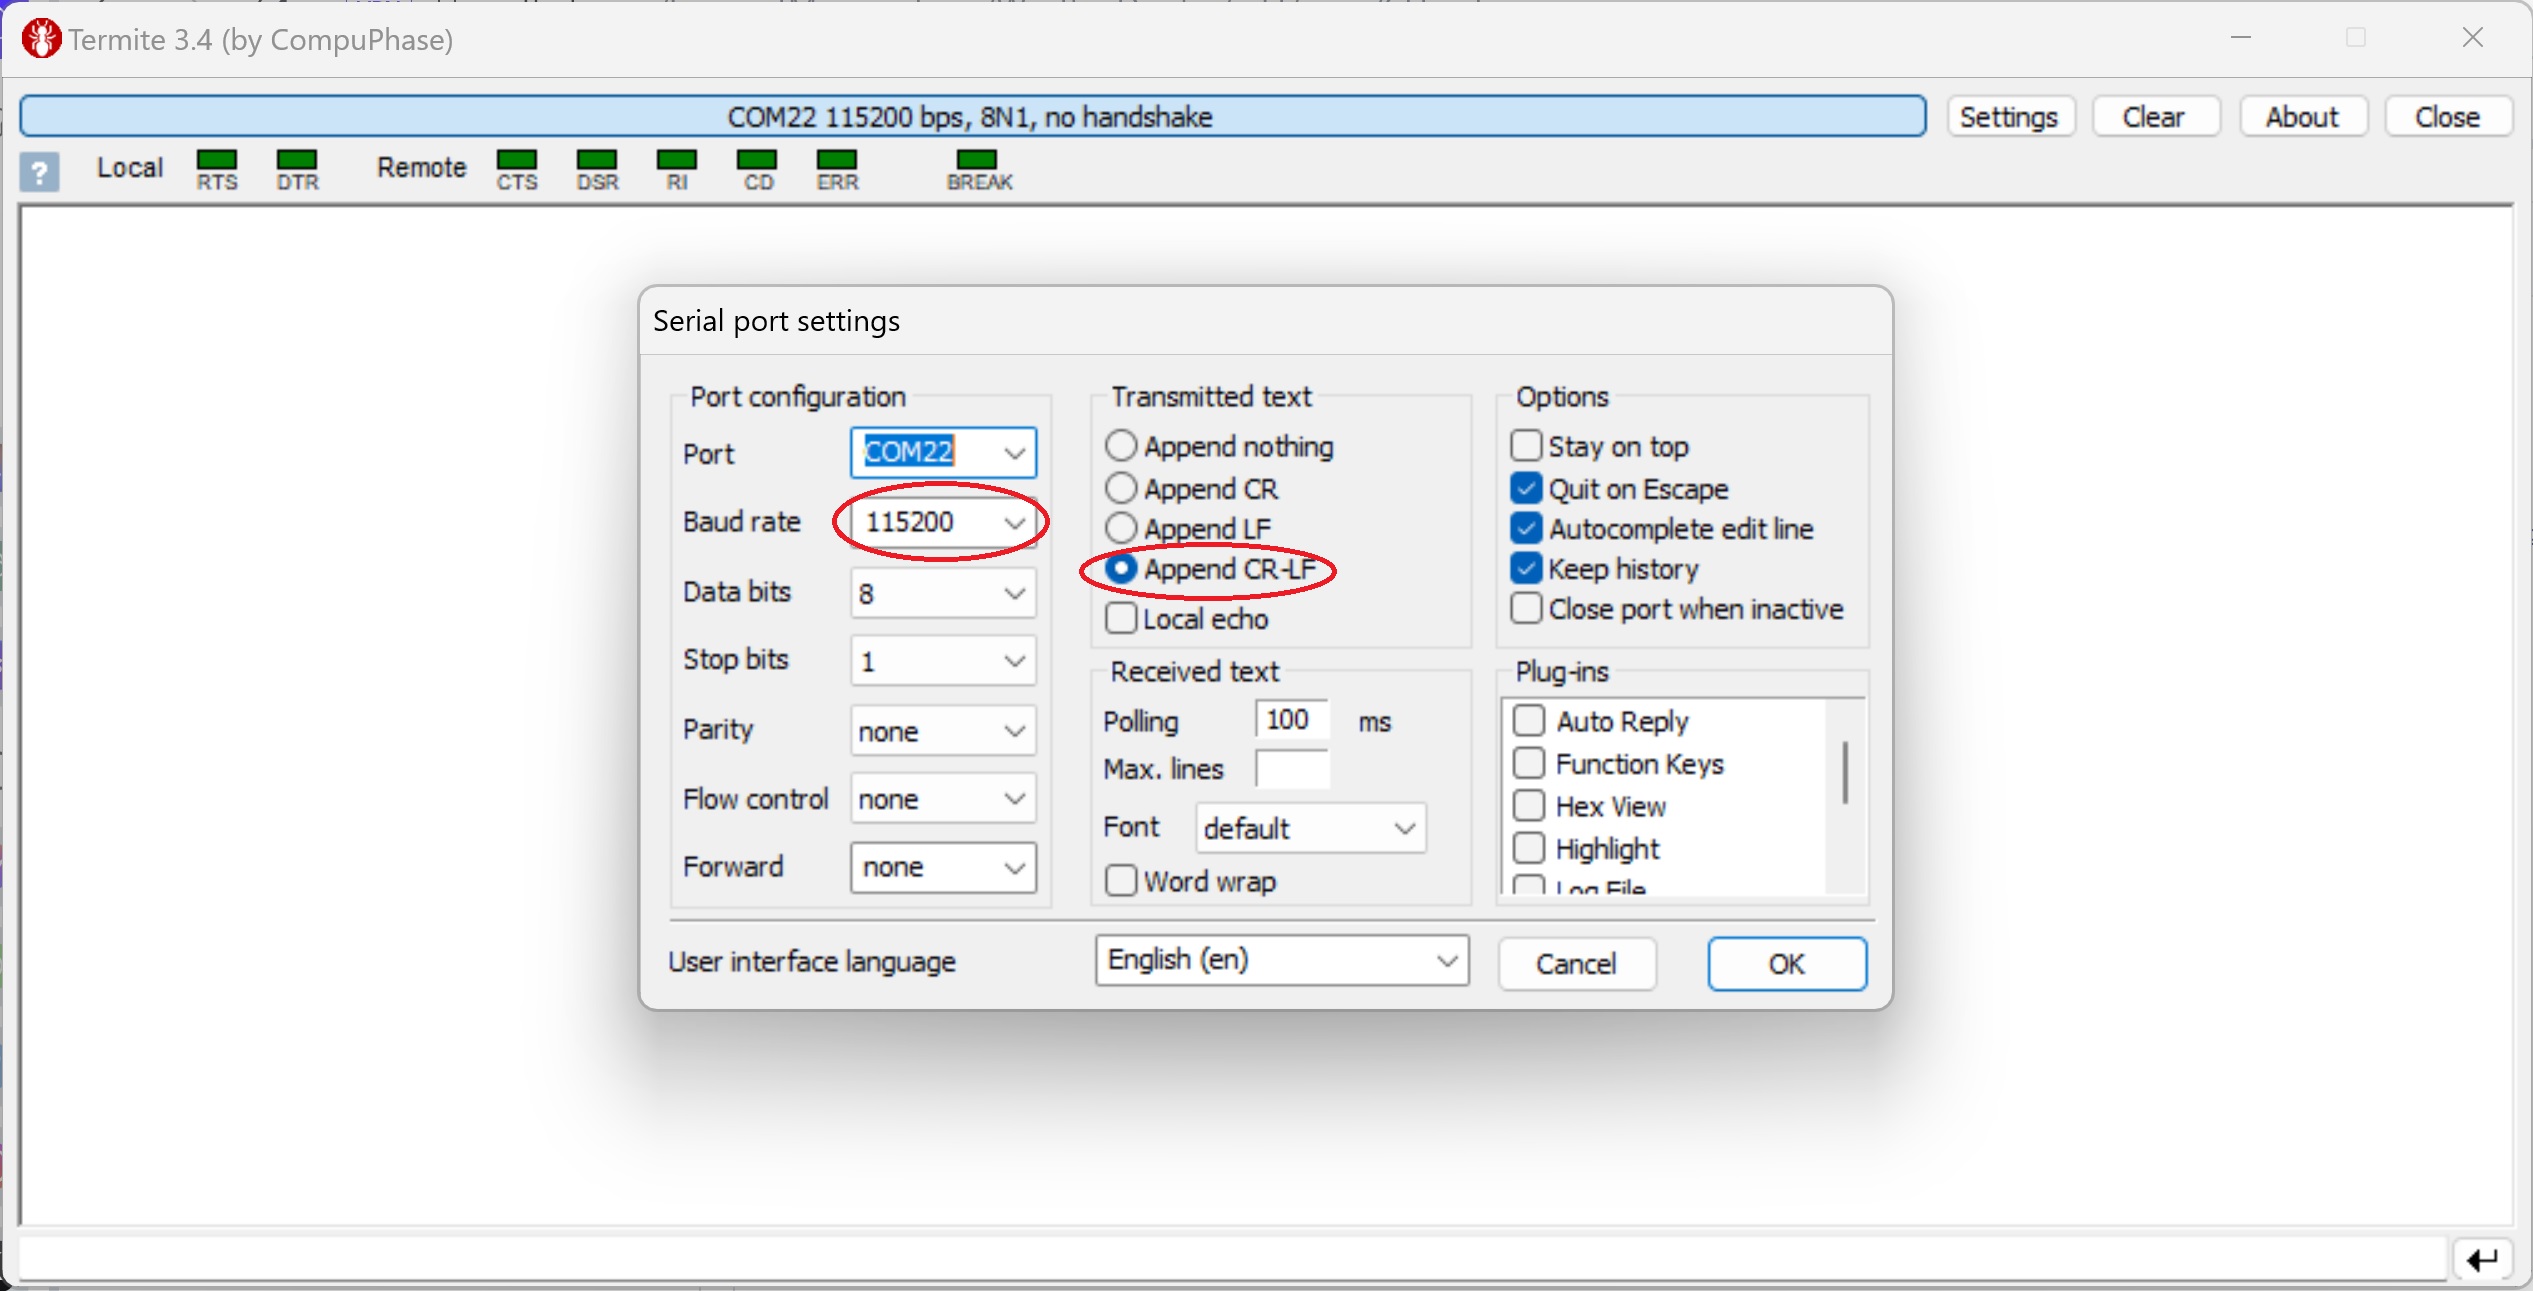 Termite 3.4 (by CompuPhase)
COM22 115200 bps, 8N1, no handshake
Settings
Clear
About
Close
?
Local
RTS
DTR
Remote
CTS
DSR
RI
CD
ERR
BREAK
Serial port settings
Port configuration
Port
COM22
Baud rate
115200
Data bits
8
Stop bits
1
Parity
none
Flow control
none
Forward
none
Transmitted text
Append nothing
Append CR
Append LF
Append CR-LF
Local echo
Received text
Polling
100
ms
Max. lines
Font
default
Word wrap
Options
Stay on top
Quit on Escape
Autocomplete edit line
Keep history
Close port when inactive
Plug-ins
Auto Reply
Function Keys
Hex View
Highlight
Log File
User interface language
English (en)
Cancel
OK